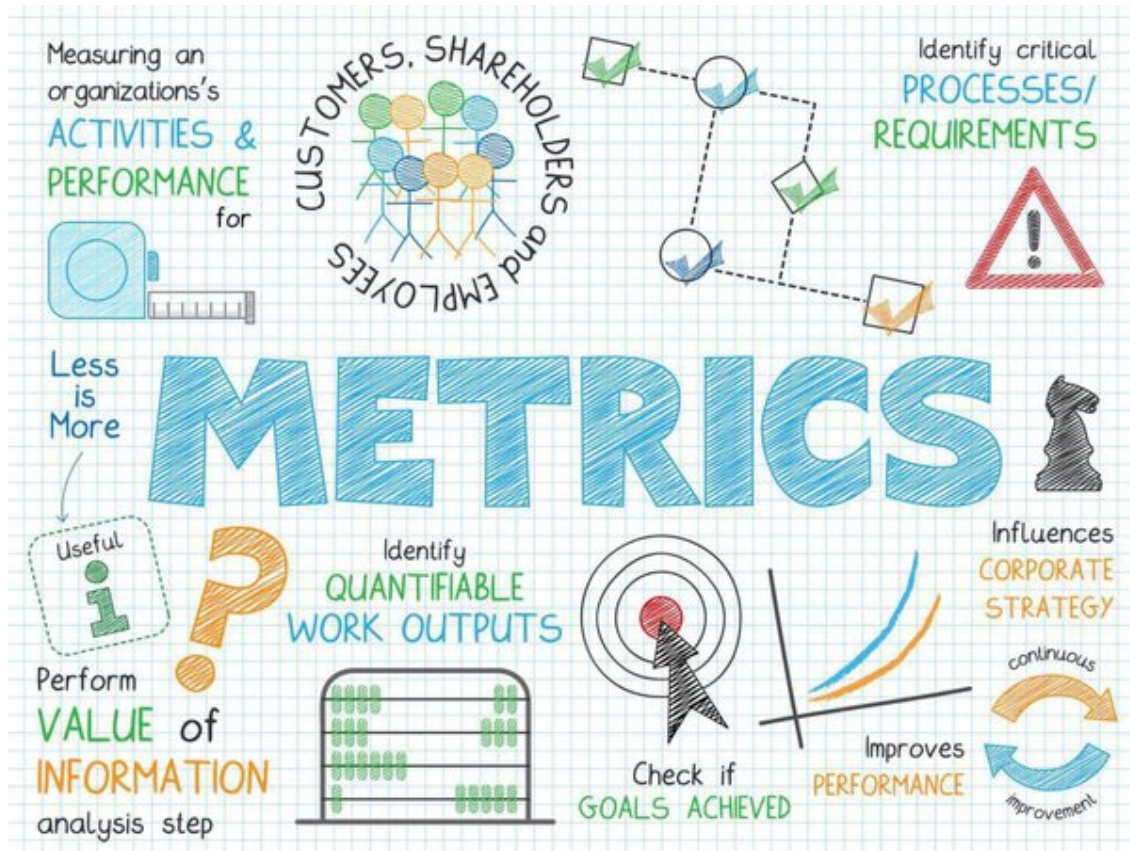 Measuring an
organizations's
ACTIVITIES &
PERFORMANCE
for
CUSTOMERS, SHAREHOLDERS and EMPLOYEES
Identify critical
PROCESSES/
REQUIREMENTS
Less
is
More
METRICS
Useful
i
Perform
VALUE of
INFORMATION
analysis step
Identify
QUANTIFIABLE
WORK OUTPUTS
Check if
GOALS ACHIEVED
Influences
CORPORATE
STRATEGY
continuous
improvement
Improves
PERFORMANCE